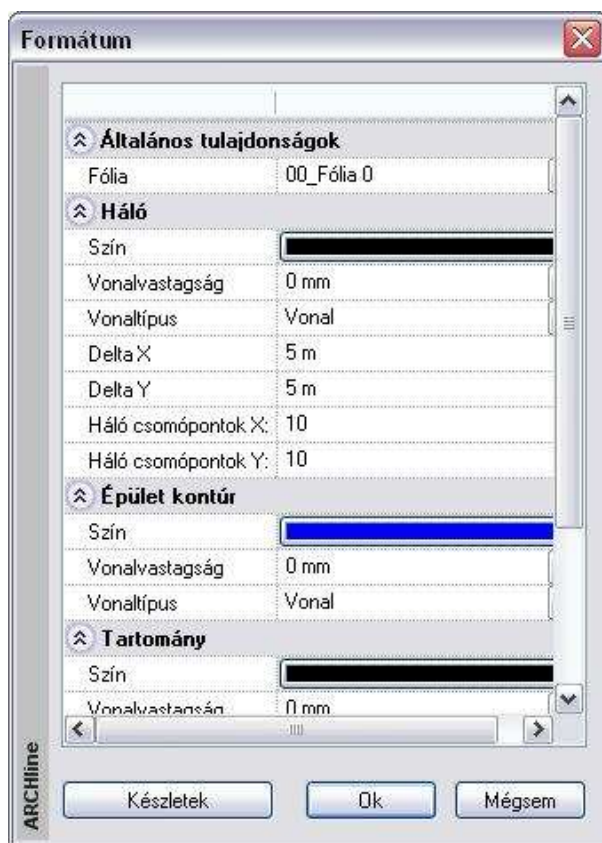 Formátum
Általános tulajdonságok
Fólia 00_Fólia 0
Háló
Szín
Vonalvastagság 0 mm
Vonaltípus Vonal
Delta X 5 m
Delta Y 5 m
Háló csomópontok X: 10
Háló csomópontok Y: 10
Épület kontúr
Szín
Vonalvastagság 0 mm
Vonaltípus Vonal
Tartomány
Szín
Vonalvastagság 0 mm
ARCHline
Készletek Ok Mégsem